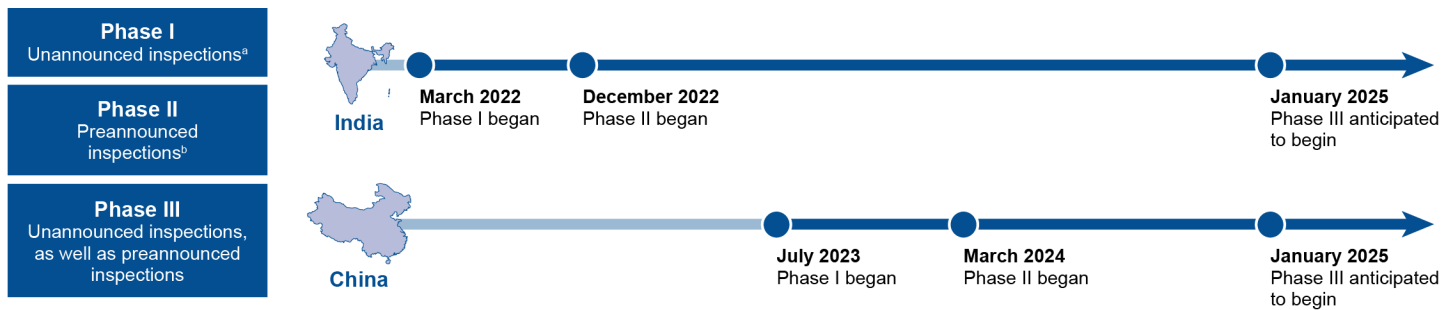 Phase I
Unannounced inspectionsᵃ
Phase II
Preannounced
inspectionsᵇ
Phase III
Unannounced inspections,
as well as preannounced
inspections
India
March 2022
Phase I began
December 2022
Phase II began
January 2025
Phase III anticipated
to begin
China
July 2023
Phase I began
March 2024
Phase II began
January 2025
Phase III anticipated
to begin